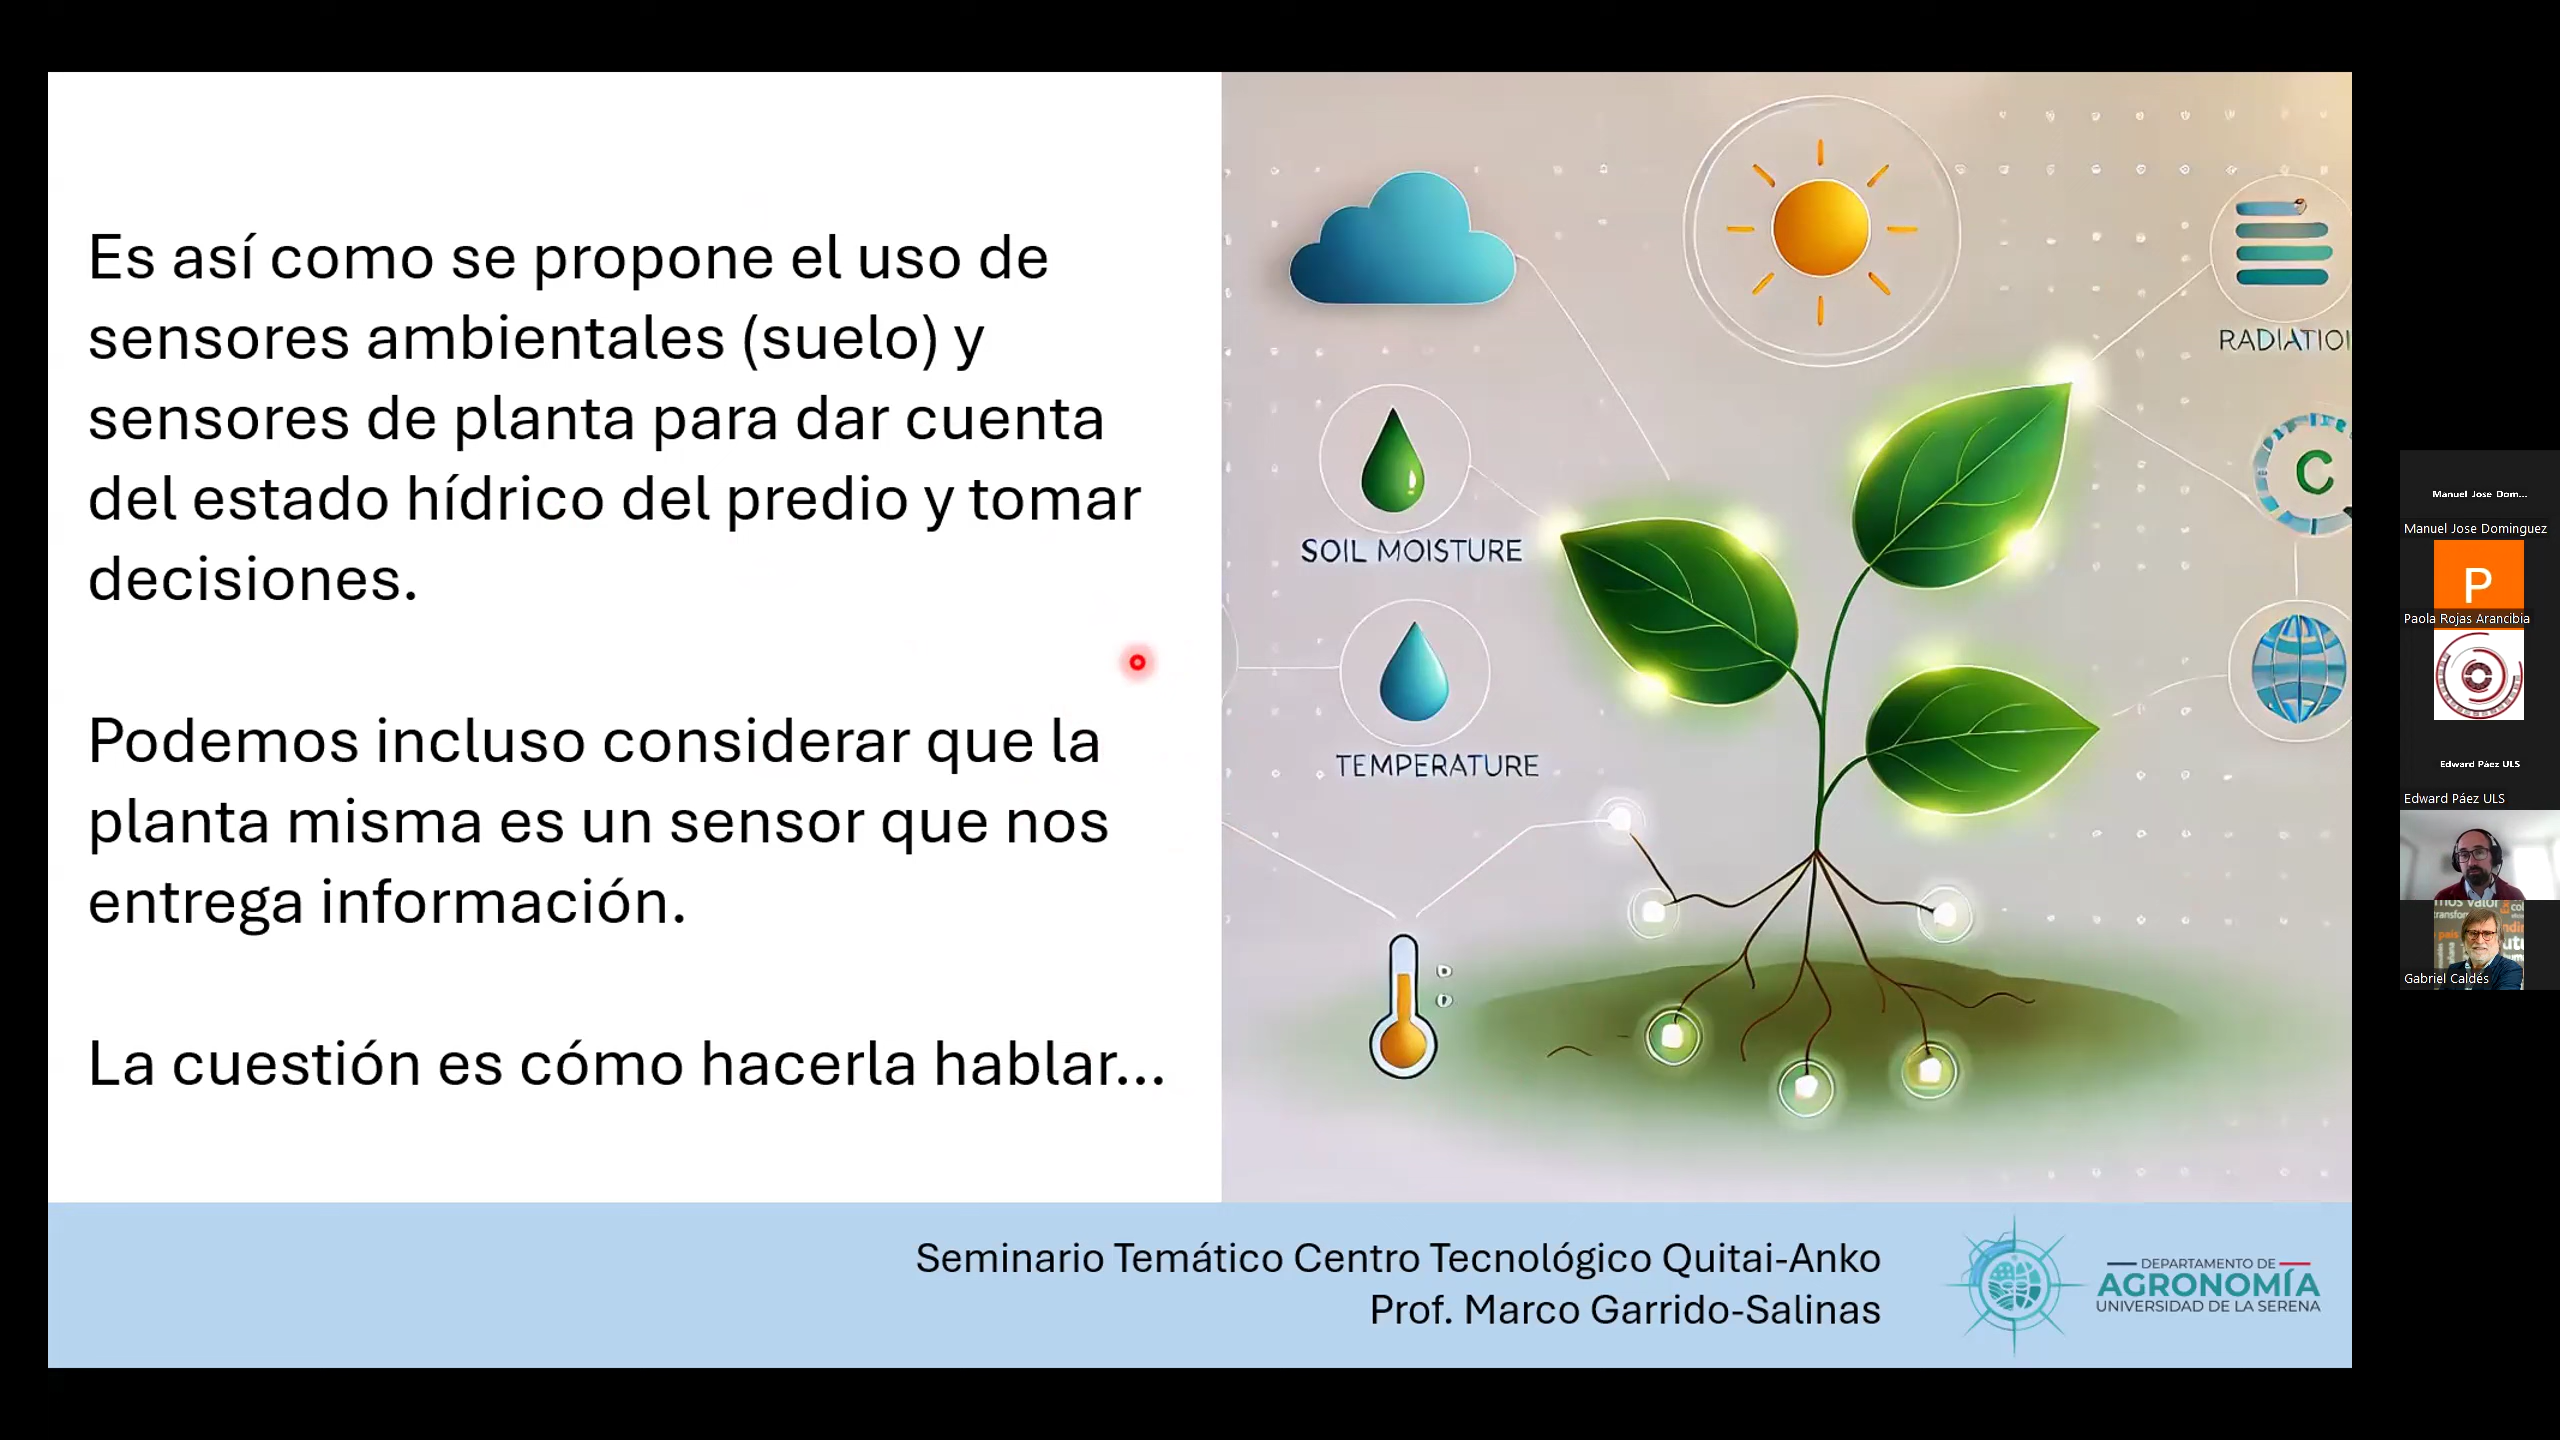 Es así como se propone el uso de
sensores ambientales (suelo) y
sensores de planta para dar cuenta
del estado hídrico del predio y tomar
decisiones.
Podemos incluso considerar que la
planta misma es un sensor que nos
entrega información.
La cuestión es cómo hacerla hablar...
SOIL MOISTURE
TEMPERATURE
RADIATION
C
Seminario Temático Centro Tecnológico Quitai-Anko
Prof. Marco Garrido-Salinas
DEPARTAMENTO DE
AGRONOMÍA
UNIVERSIDAD DE LA SERENA
Manuel Jose Dom...
Manuel Jose Dominguez
P
Paola Rojas Arancibia
Edward Páez ULS
Edward Páez ULS
Gabriel Caldés